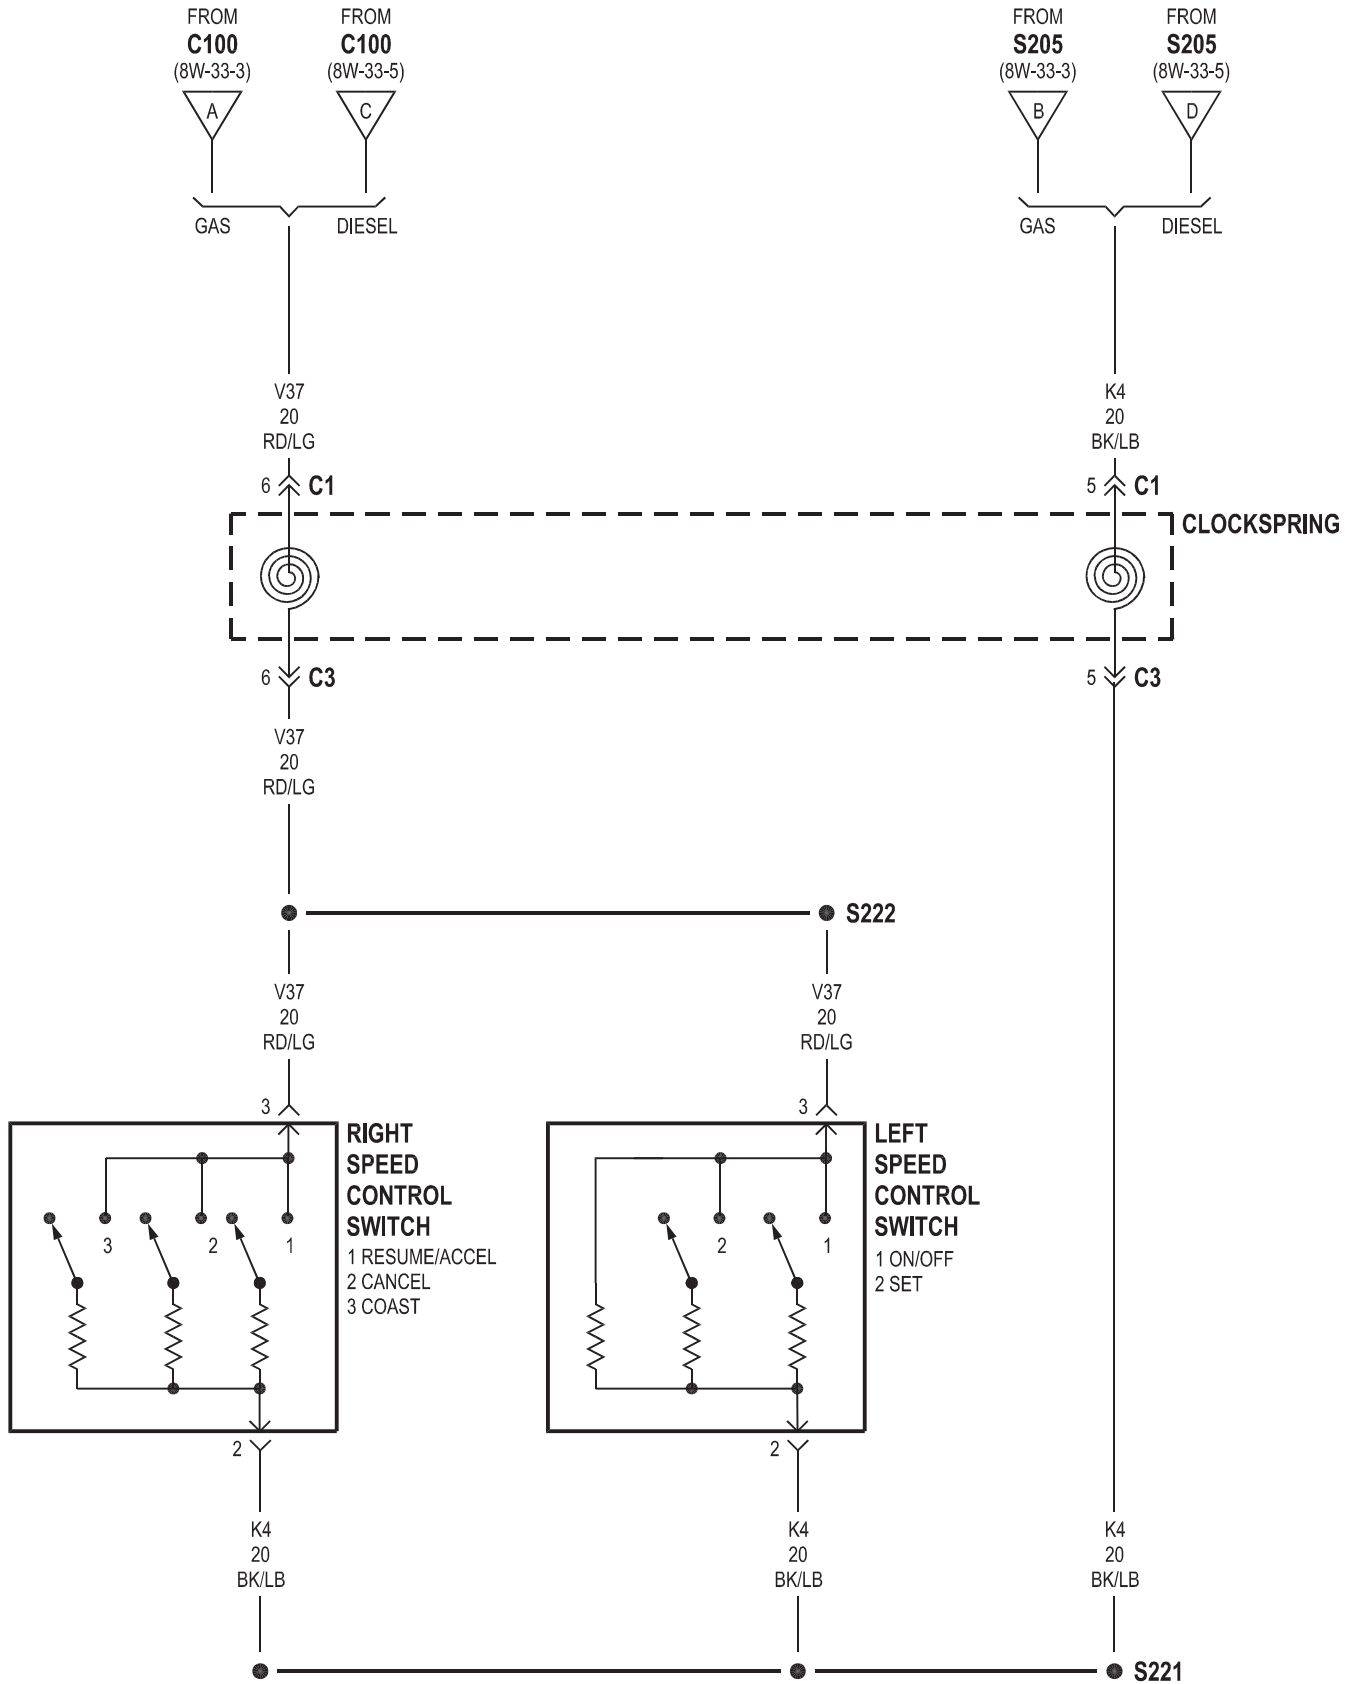 FROM
C100
(8W-33-3)
A
FROM
C100
(8W-33-5)
C
FROM
S205
(8W-33-3)
B
FROM
S205
(8W-33-5)
D
GAS
DIESEL
GAS
DIESEL
V37
20
RD/LG
K4
20
BK/LB
6 C1
5 C1
CLOCKSPRING
6 C3
5 C3
V37
20
RD/LG
S222
V37
20
RD/LG
V37
20
RD/LG
3
3
RIGHT
SPEED
CONTROL
SWITCH
1 RESUME/ACCEL
2 CANCEL
3 COAST
3 2 1
LEFT
SPEED
CONTROL
SWITCH
1 ON/OFF
2 SET
2 1
2
2
K4
20
BK/LB
K4
20
BK/LB
K4
20
BK/LB
S221